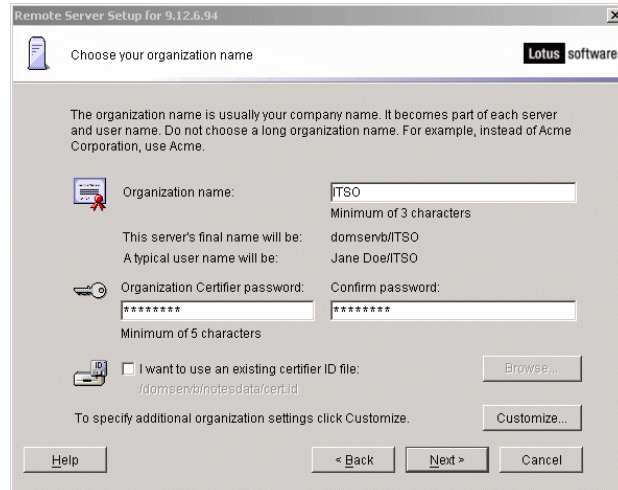 Remote Server Setup for 9.12.6.94
Choose your organization name
Lotus software
The organization name is usually your company name. It becomes part of each server
and user name. Do not choose a long organization name. For example, instead of Acme
Corporation, use Acme.
Organization name:
ITSO
Minimum of 3 characters
This server's final name will be:
domservb/ITSO
A typical user name will be:
Jane Doe/ITSO
Organization Certifier password:
Confirm password:
********
********
Minimum of 5 characters
I want to use an existing certifier ID file:
Browse...
/domservb/notesdata/cert.id
To specify additional organization settings click Customize.
Customize...
Help
< Back
Next >
Cancel